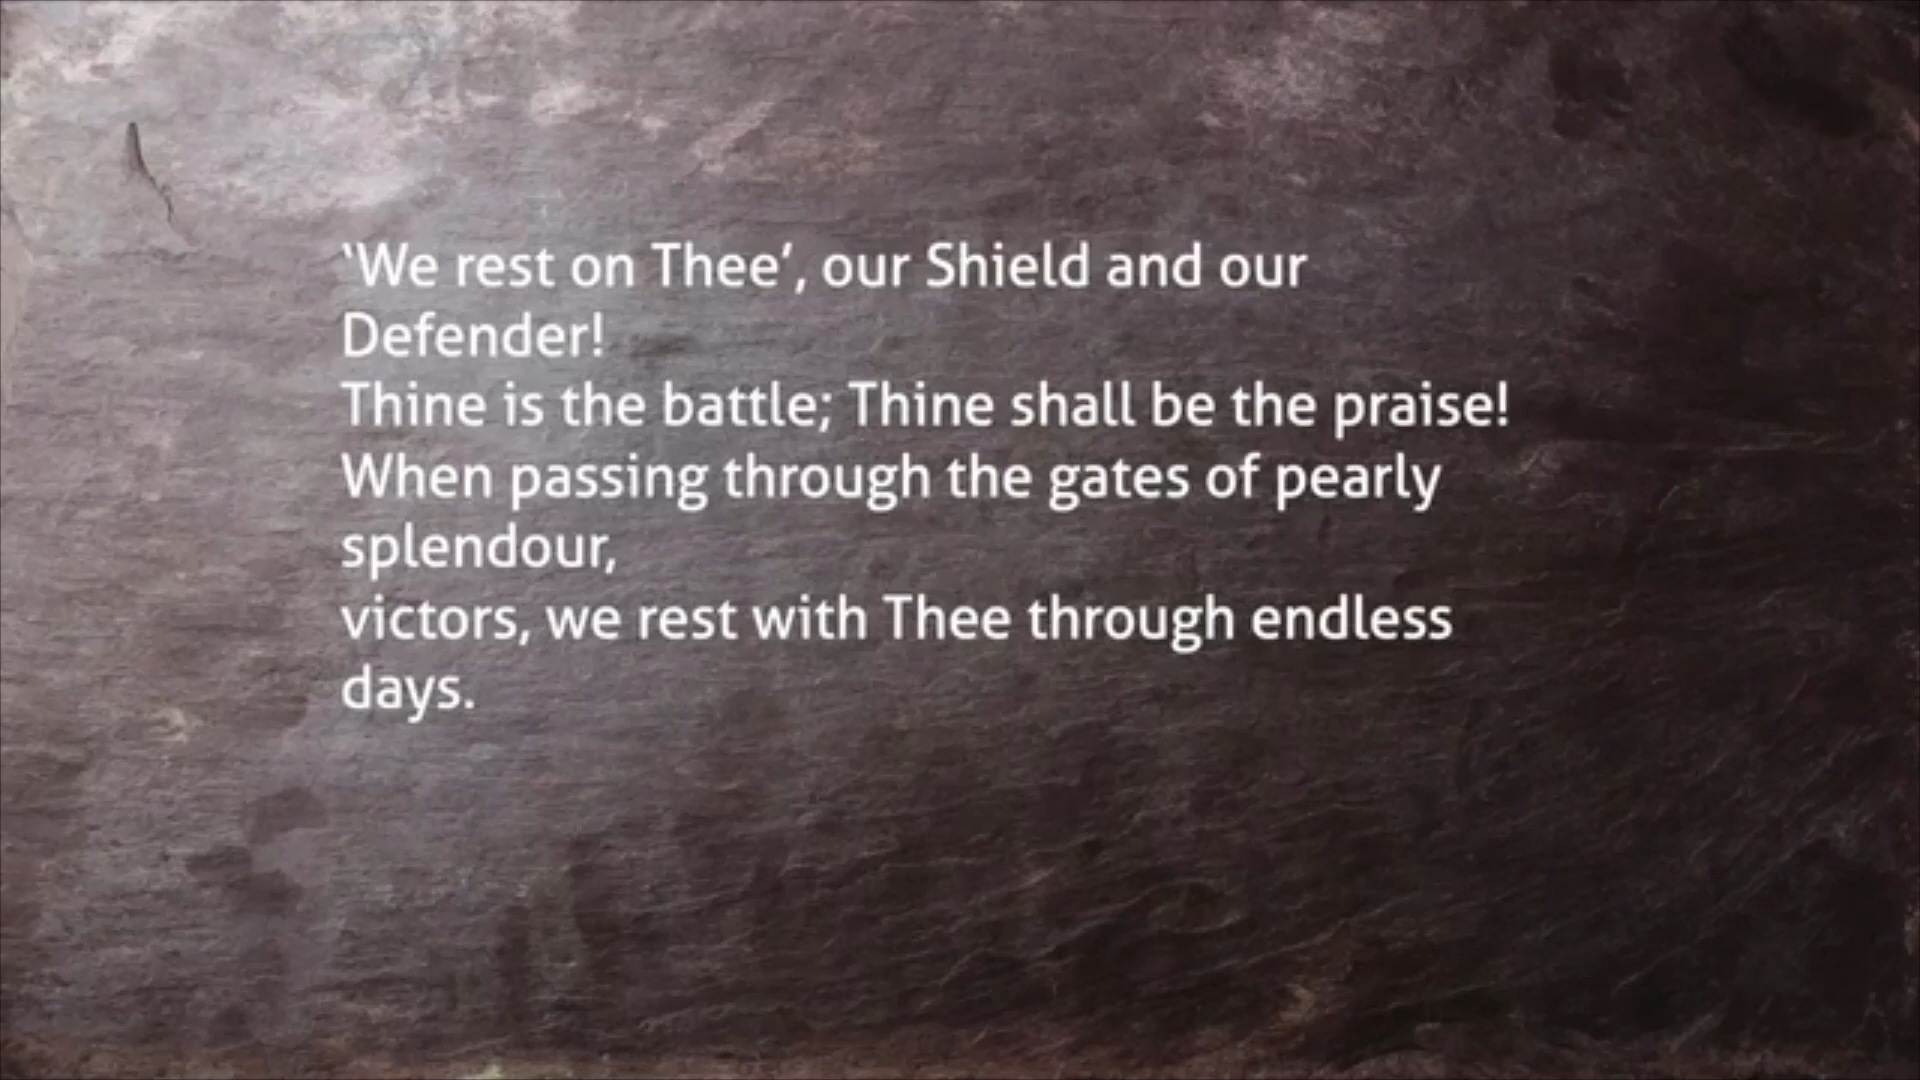 ‘We rest on Thee’, our Shield and our
Defender!
Thine is the battle; Thine shall be the praise!
When passing through the gates of pearly
splendour,
victors, we rest with Thee through endless
days.